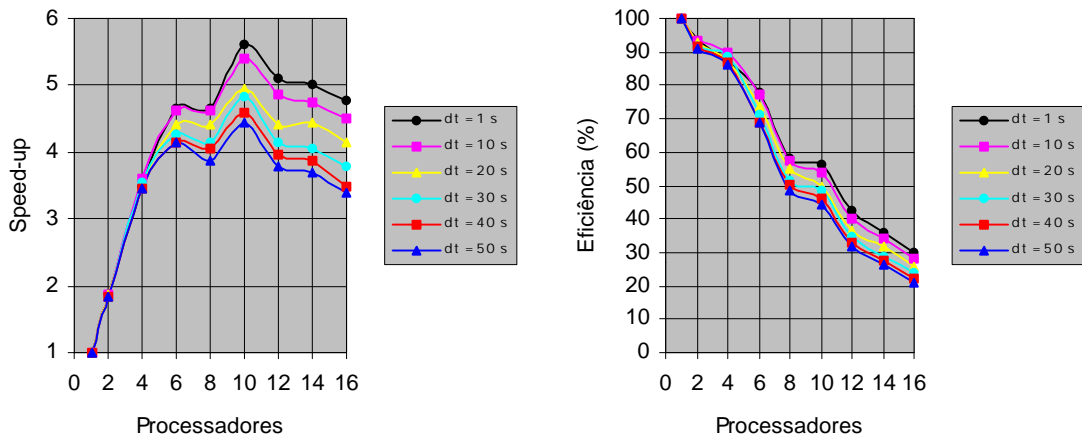 Speed-up
6
5
4
3
2
1
0 2 4 6 8 10 12 14 16
Processadores
dt = 1 s
dt = 10 s
dt = 20 s
dt = 30 s
dt = 40 s
dt = 50 s
Eficiência (%)
100
90
80
70
60
50
40
30
20
10
0
0 2 4 6 8 10 12 14 16
Processadores
dt = 1 s
dt = 10 s
dt = 20 s
dt = 30 s
dt = 40 s
dt = 50 s